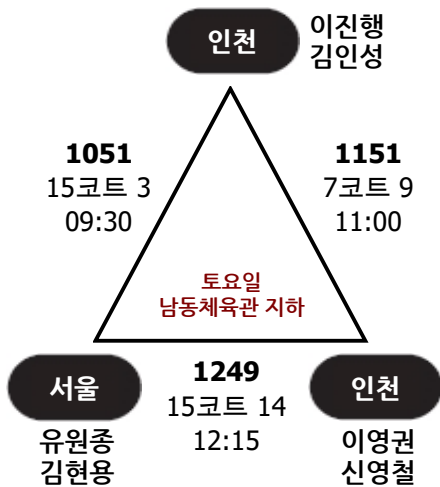 인천
이진행
김인성
1051
15코트 3
09:30
1151
7코트 9
11:00
토요일
남동체육관 지하
서울
유원종
김현용
1249
15코트 14
12:15
인천
이영권
신영철